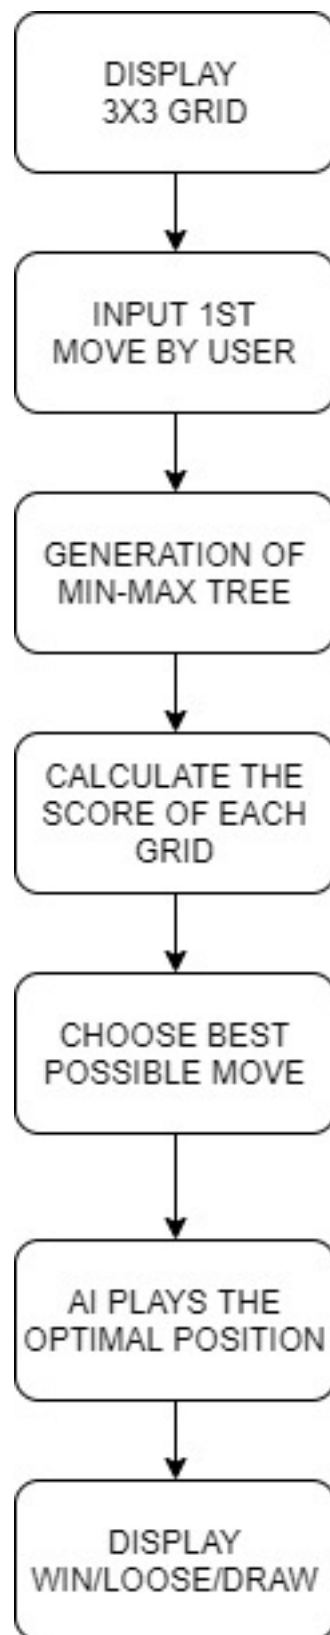 DISPLAY
3X3 GRID
INPUT 1ST
MOVE BY USER
GENERATION OF
MIN-MAX TREE
CALCULATE THE
SCORE OF EACH
GRID
CHOOSE BEST
POSSIBLE MOVE
AI PLAYS THE
OPTIMAL POSITION
DISPLAY
WIN/LOOSE/DRAW